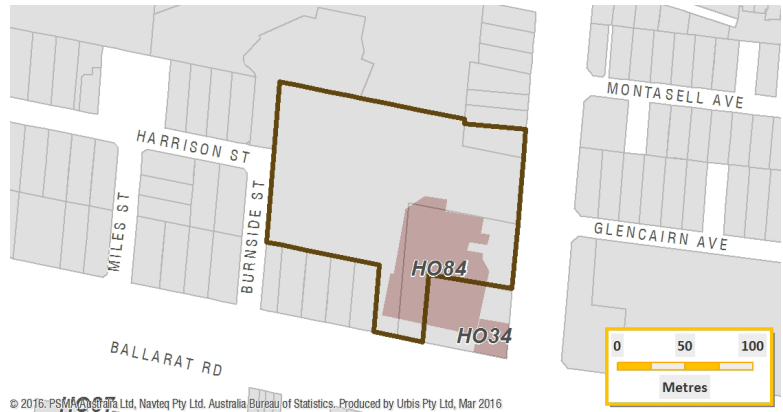 MONTASELL AVE
HARRISON ST
MILES ST
BURNSIDE ST
GLENCAIRN AVE
HO84
HO34
BALLARAT RD
0 50 100
Metres
HO87
© 2016. PSMA Australia Ltd, Navteq Pty Ltd. Australia Bureau of Statistics. Produced by Urbis Pty Ltd, Mar 2016